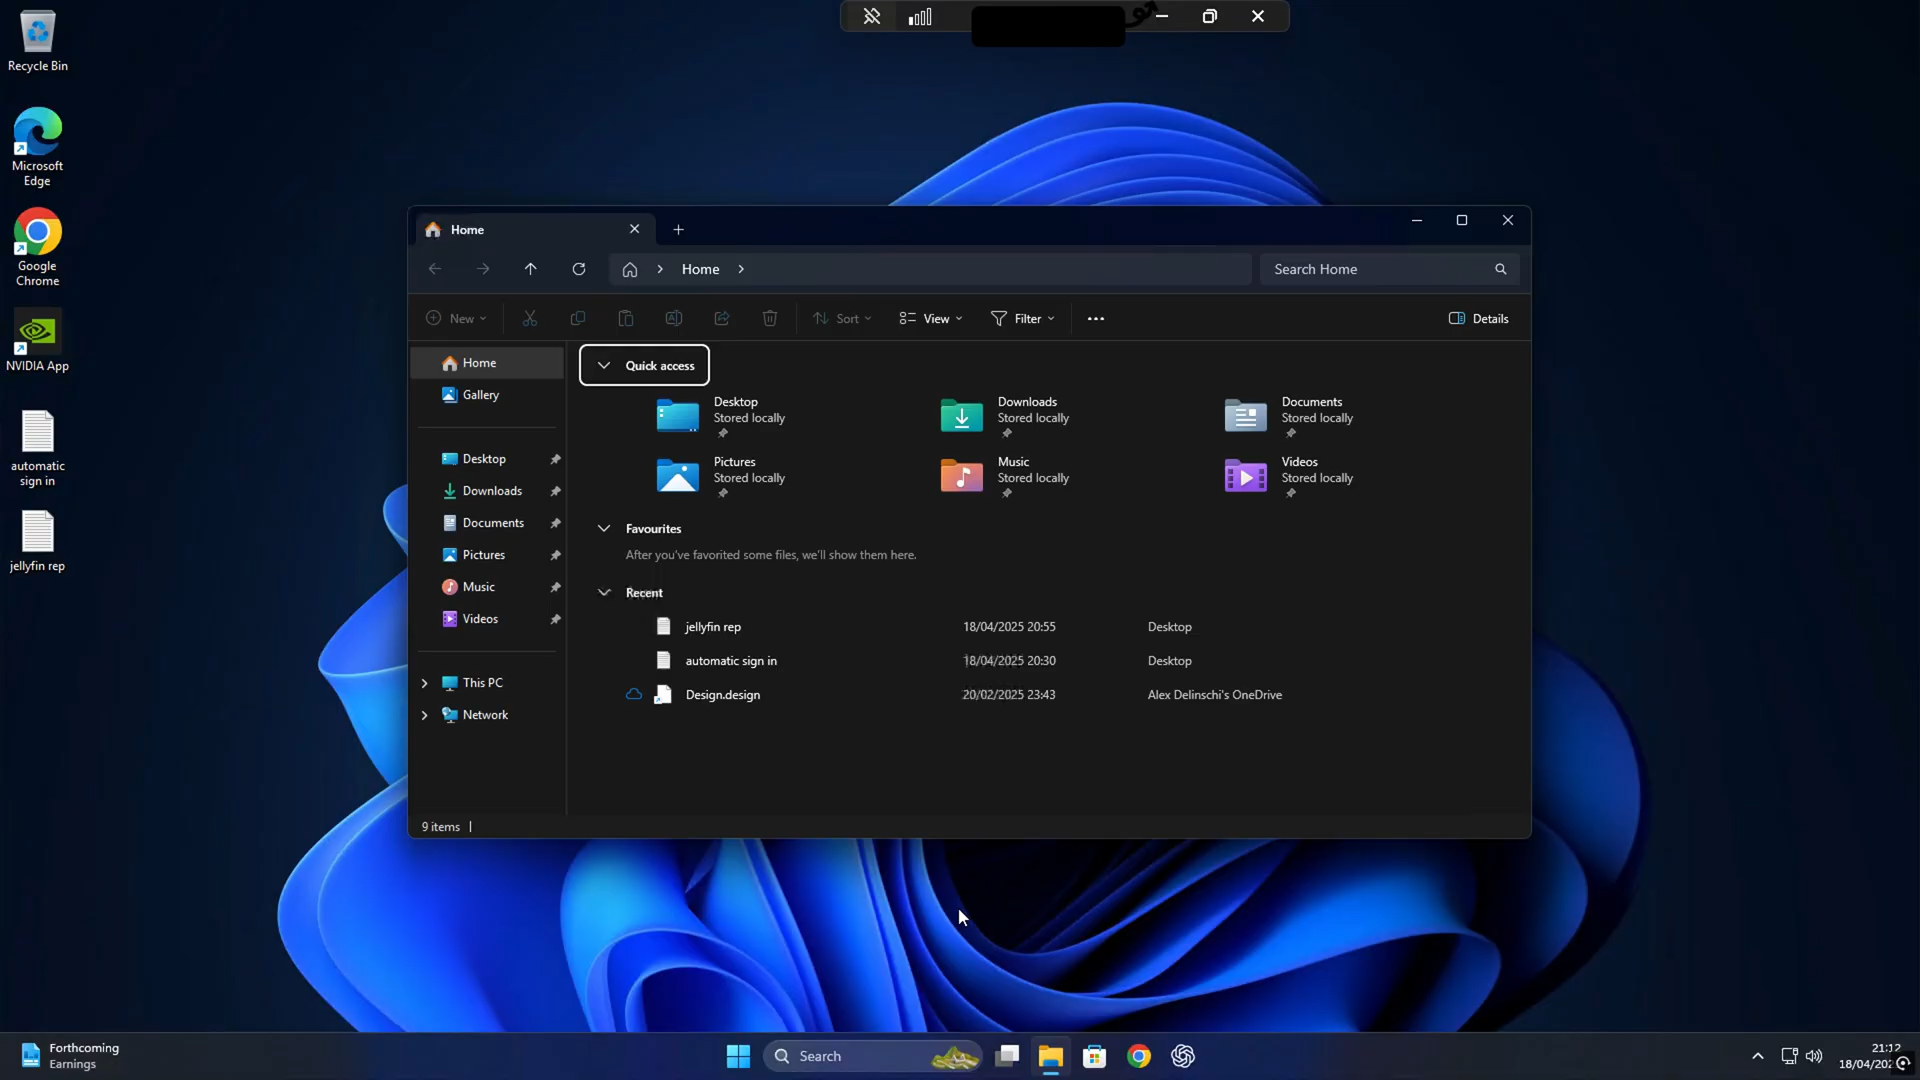 Recycle Bin
Microsoft
Edge
Google
Chrome
NVIDIA App
automatic
sign in
jellyfin rep
Home
Home
Search Home
New
Sort
View
Filter
Details
Home
Gallery
Desktop
Downloads
Documents
Pictures
Music
Videos
This PC
Network
Quick access
Desktop
Stored locally
Downloads
Stored locally
Documents
Stored locally
Pictures
Stored locally
Music
Stored locally
Videos
Stored locally
Favourites
After you've favorited some files, we'll show them here.
Recent
jellyfin rep 18/04/2025 20:55 Desktop
automatic sign in 18/04/2025 20:30 Desktop
Design.design 20/02/2025 23:43 Alex Delinschi's OneDrive
9 items
Forthcoming
Earnings
Search
21:12